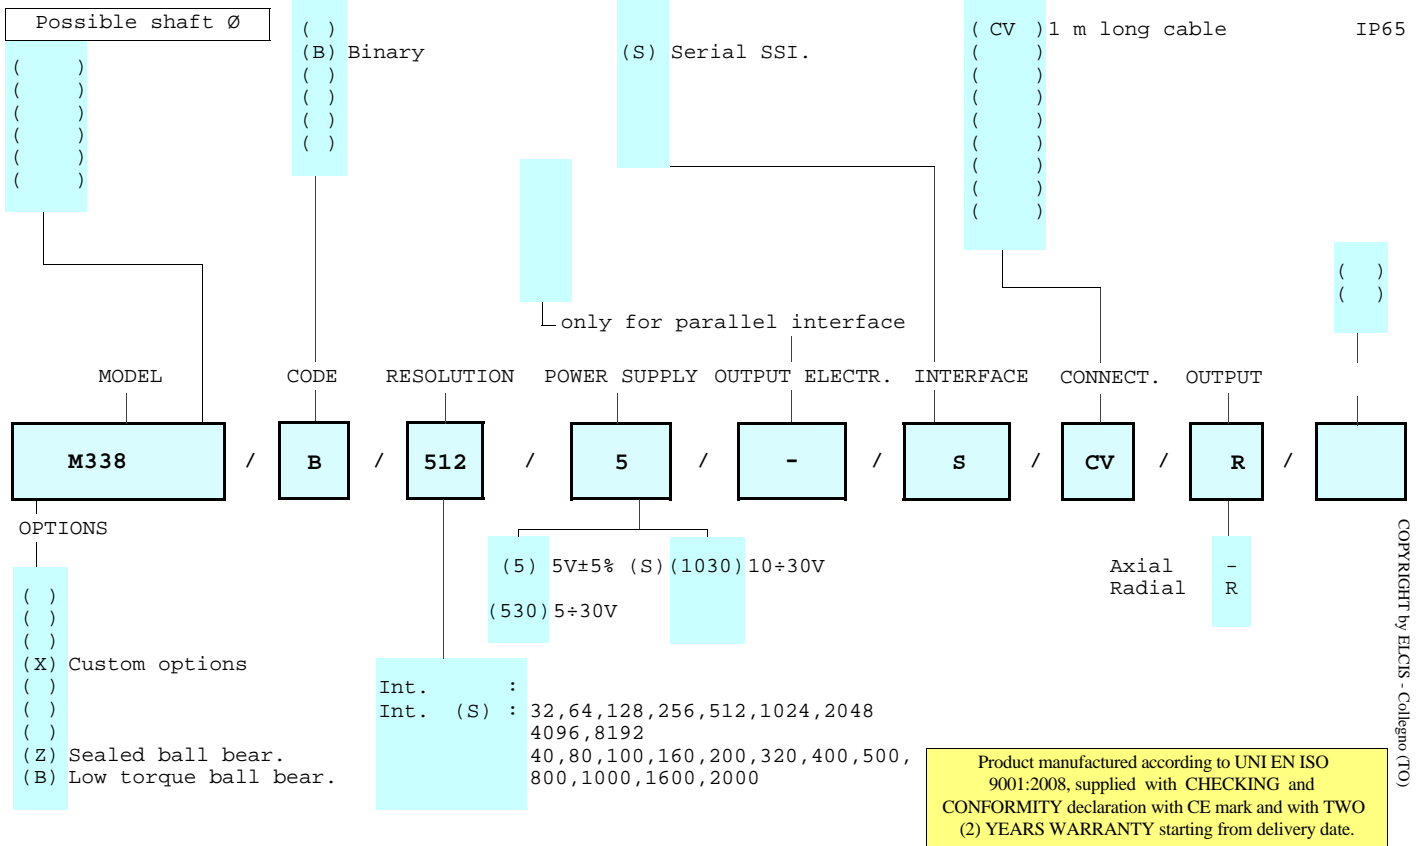 Possible shaft Ø
( )
( )
( )
( )
( )
( )
( )
(B) Binary
( )
( )
( )
( )
(S) Serial SSI.
( CV )1 m long cable
( )
( )
( )
( )
( )
( )
( )
( )
IP65
( )
( )
only for parallel interface
MODEL CODE RESOLUTION POWER SUPPLY OUTPUT ELECTR. INTERFACE CONNECT. OUTPUT
M338 / B / 512 / 5 / - / S / CV / R /
OPTIONS
( )
( )
( )
(X) Custom options
( )
( )
( )
(Z) Sealed ball bear.
(B) Low torque ball bear.
(5) 5V±5% (S)(1030)10÷30V
(530)5÷30V
Int. :
Int. (S) : 32,64,128,256,512,1024,2048
4096,8192
40,80,100,160,200,320,400,500,
800,1000,1600,2000
Axial -
Radial R
Product manufactured according to UNI EN ISO
9001:2008, supplied with CHECKING and
CONFORMITY declaration with CE mark and with TWO
(2) YEARS WARRANTY starting from delivery date.
COPYRIGHT by ELCIS - Collegno (TO)